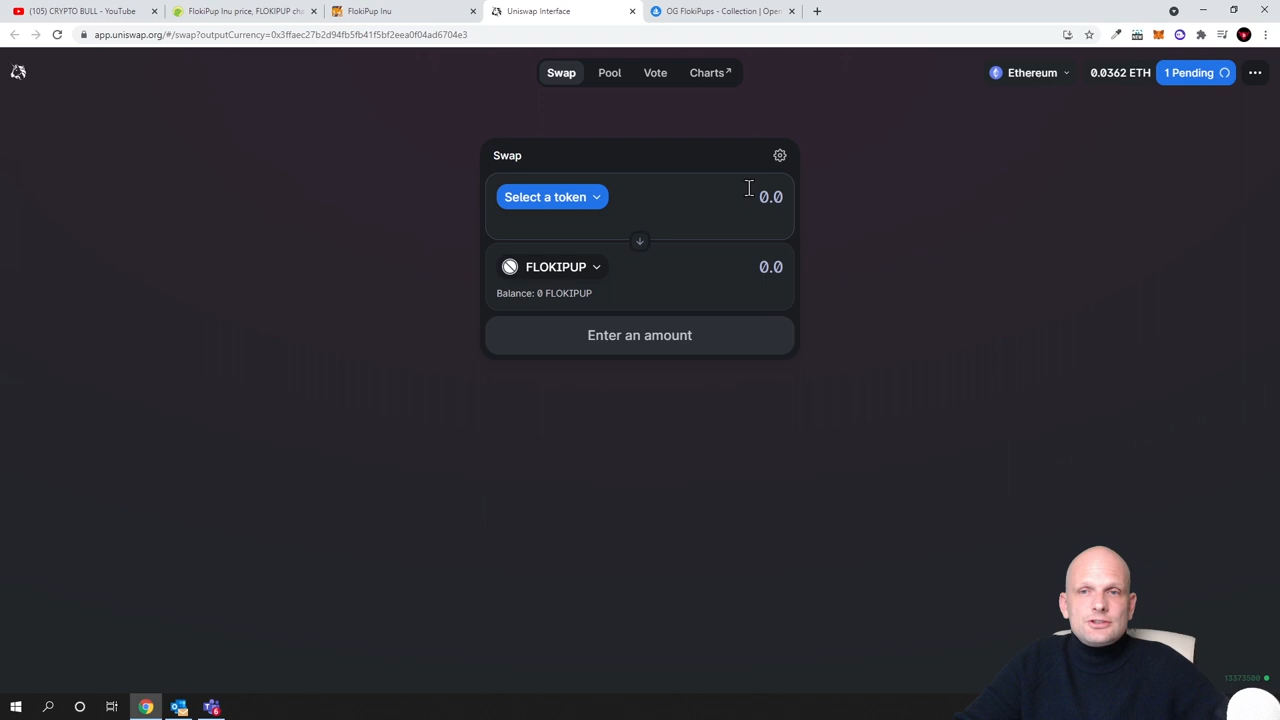 (105) CRYPTO BULL - YouTube
FlokiPup Inu price, FLOKIPUP cha
FlokiPup Inu
Uniswap Interface
OG FlokiPups - Collection | Open
app.uniswap.org/#/swap?outputCurrency=0x3ffaec27b2d94fb5fb41f5bf2eea0f04ad6704e3
Swap
Pool
Vote
Charts↗
Ethereum
0.0362 ETH
1 Pending
Swap
Select a token
0.0
FLOKIPUP
0.0
Balance: 0 FLOKIPUP
Enter an amount